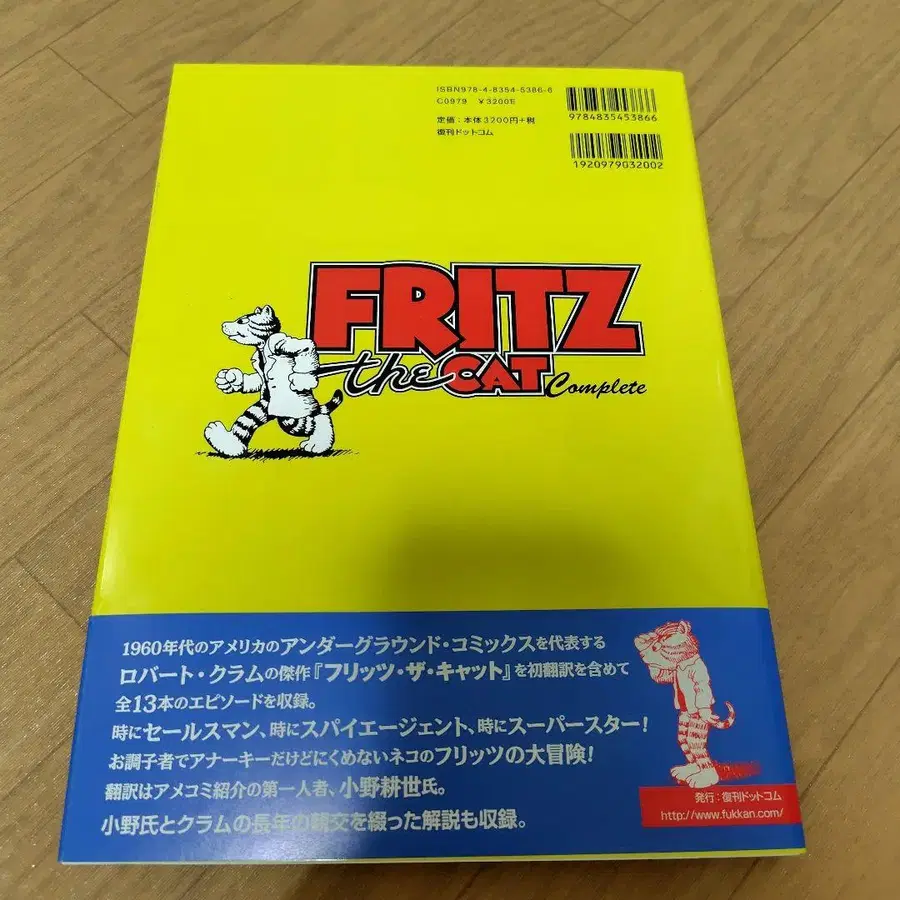 ISBN978-4-8354-5386-6
C0979 ¥3200E
定価：本体3200円+税
復刊ドットコム
9784835453866
1920979032002
FRITZ
the CAT Complete
1960年代のアメリカのアンダーグラウンド・コミックスを代表する
ロバート・クラムの傑作『フリッツ・ザ・キャット』を初翻訳を含めて
全13本のエピソードを収録。
時にセールスマン、時にスパイエージェント、時にスーパースター！
お調子者でアナーキーだけどにくめないネコのフリッツの大冒険！
翻訳はアメコミ紹介の第一人者、小野耕世氏。
小野氏とクラムの長年の親交を綴った解説も収録。
発行：復刊ドットコム
http://www.fukkan.com/